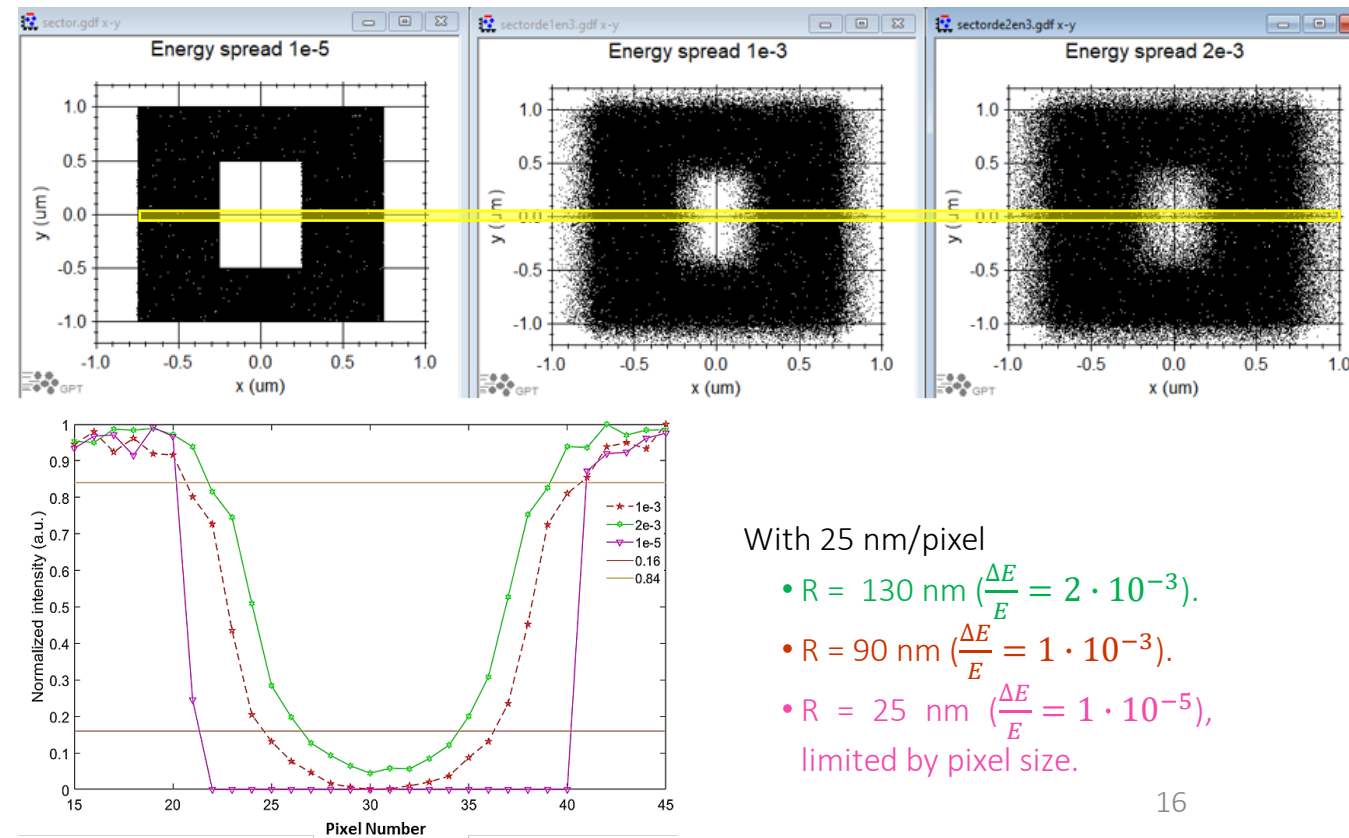 sector.gdf x-y
Energy spread 1e-5
1.0
0.5
0.0
-0.5
-1.0
y (um)
-1.0 -0.5 0.0 0.5 1.0
x (um)
GPT
sectorde1en3.gdf x-y
Energy spread 1e-3
1.0
0.5
0.0
-0.5
-1.0
y (um)
-1.0 -0.5 0.0 0.5 1.0
x (um)
GPT
sectorde2en3.gdf x-y
Energy spread 2e-3
1.0
0.5
0.0
-0.5
-1.0
y (um)
-1.0 -0.5 0.0 0.5 1.0
x (um)
GPT
1
0.9
0.8
0.7
0.6
0.5
0.4
0.3
0.2
0.1
0
Normalized intensity (a.u.)
1e-3
2e-3
1e-5
0.16
0.84
15 20 25 30 35 40 45
Pixel Number
With 25 nm/pixel
• R = 130 nm (ΔE/E = 2 · 10⁻³).
• R = 90 nm (ΔE/E = 1 · 10⁻³).
• R = 25 nm (ΔE/E = 1 · 10⁻⁵),
limited by pixel size.
16